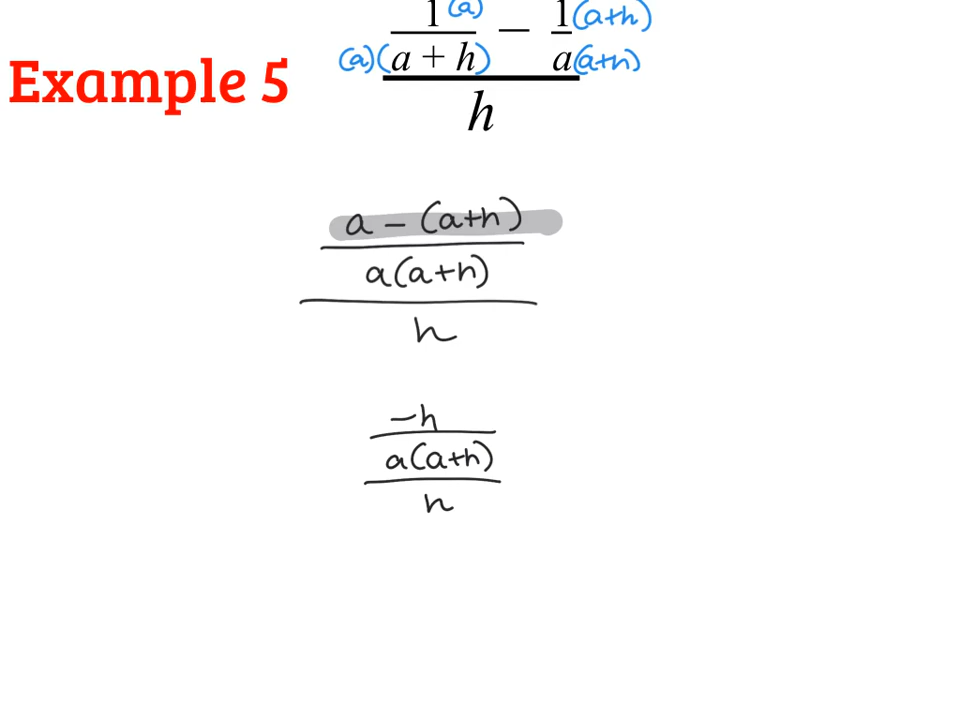 1(a) — 1(a+h)
(a)(a + h) a(a+h)
Example 5
h
a – (a+h)
a(a+h)
h
–h
a(a+h)
h